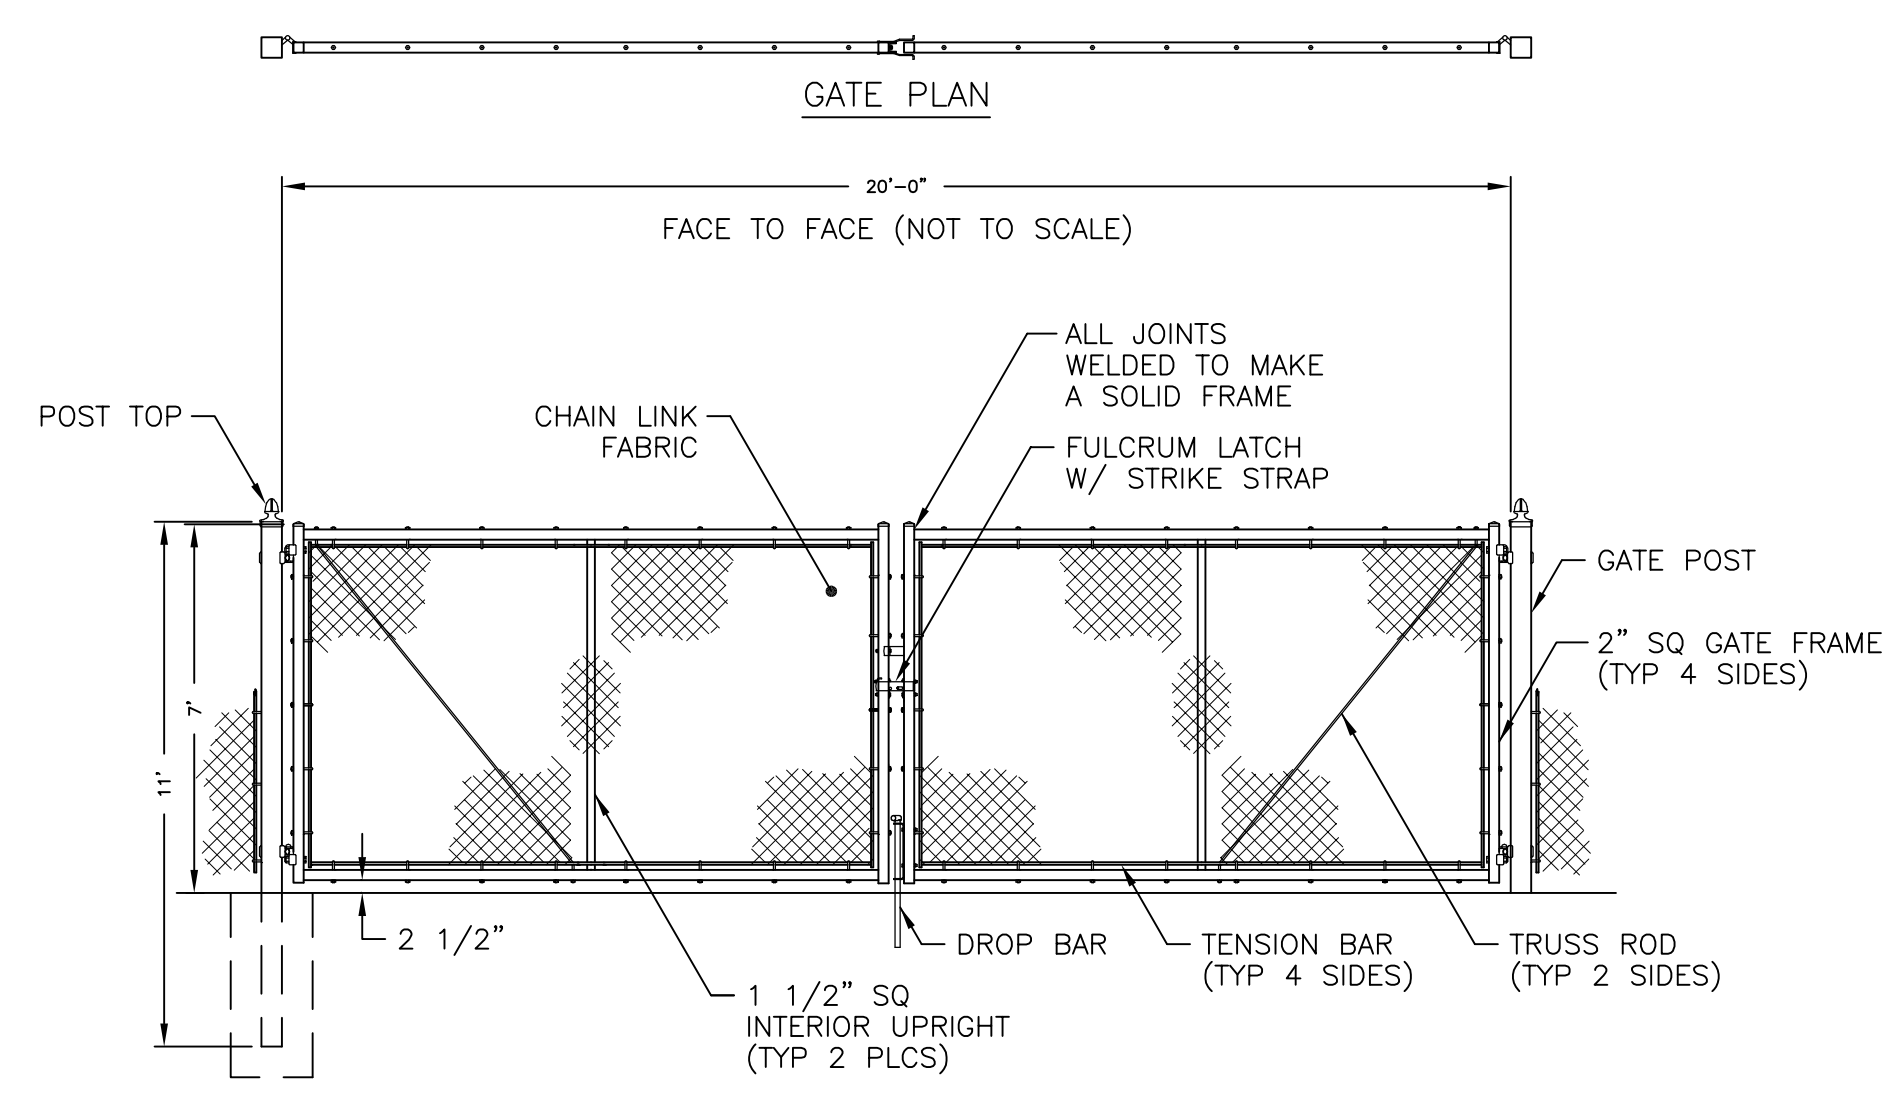 GATE PLAN
20'-0"
FACE TO FACE (NOT TO SCALE)
ALL JOINTS
WELDED TO MAKE
A SOLID FRAME
POST TOP
CHAIN LINK
FABRIC
FULCRUM LATCH
W/ STRIKE STRAP
GATE POST
2" SQ GATE FRAME
(TYP 4 SIDES)
7'
11'
2 1/2"
DROP BAR
TENSION BAR
(TYP 4 SIDES)
TRUSS ROD
(TYP 2 SIDES)
1 1/2" SQ
INTERIOR UPRIGHT
(TYP 2 PLCS)